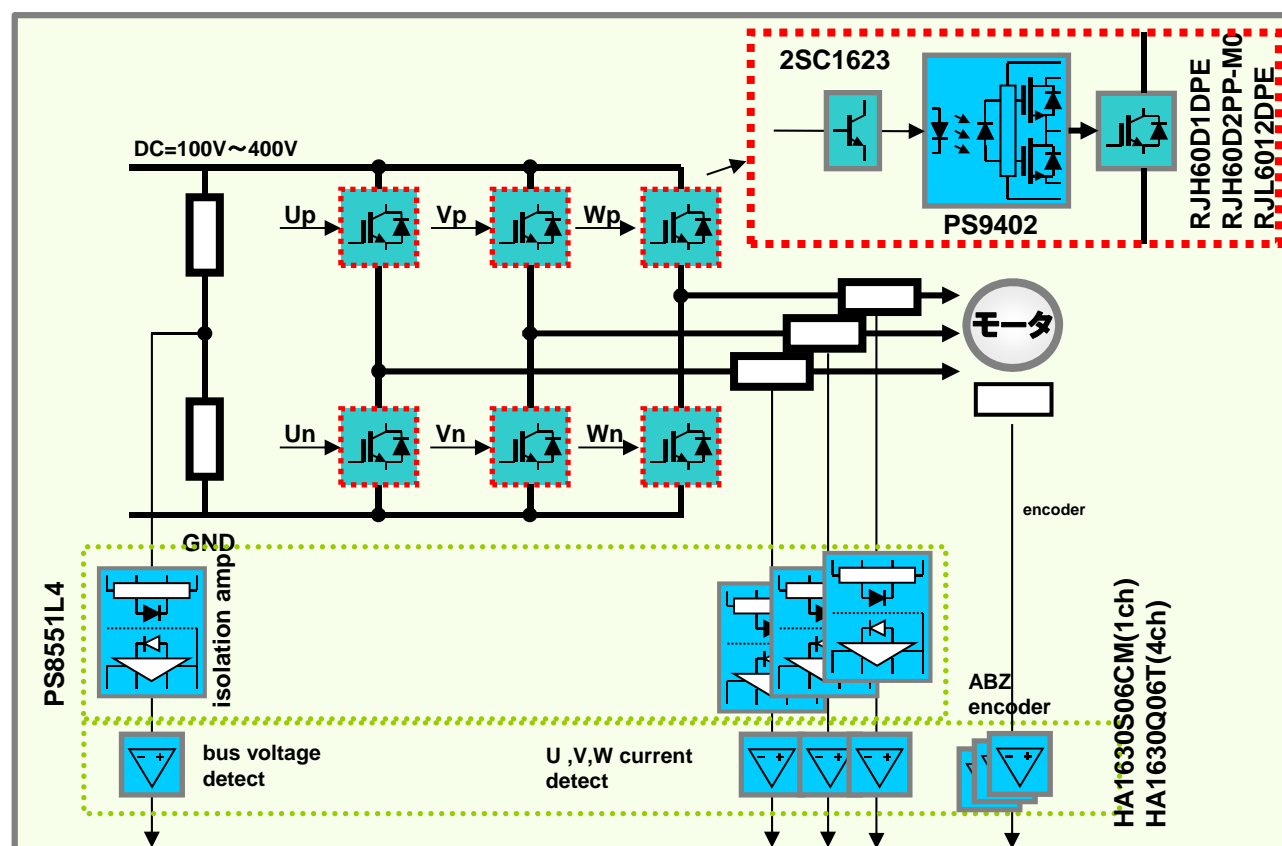 2SC1623
PS9402
RJH60D1DPE
RJH60D2PP-M0
RJL6012DPE
DC=100V～400V
Up
Vp
Wp
モータ
Un
Vn
Wn
encoder
GND
PS8551L4
isolation amp
ABZ
encoder
HA1630S06CM(1ch)
HA1630Q06T(4ch)
bus voltage
detect
U ,V,W current
detect